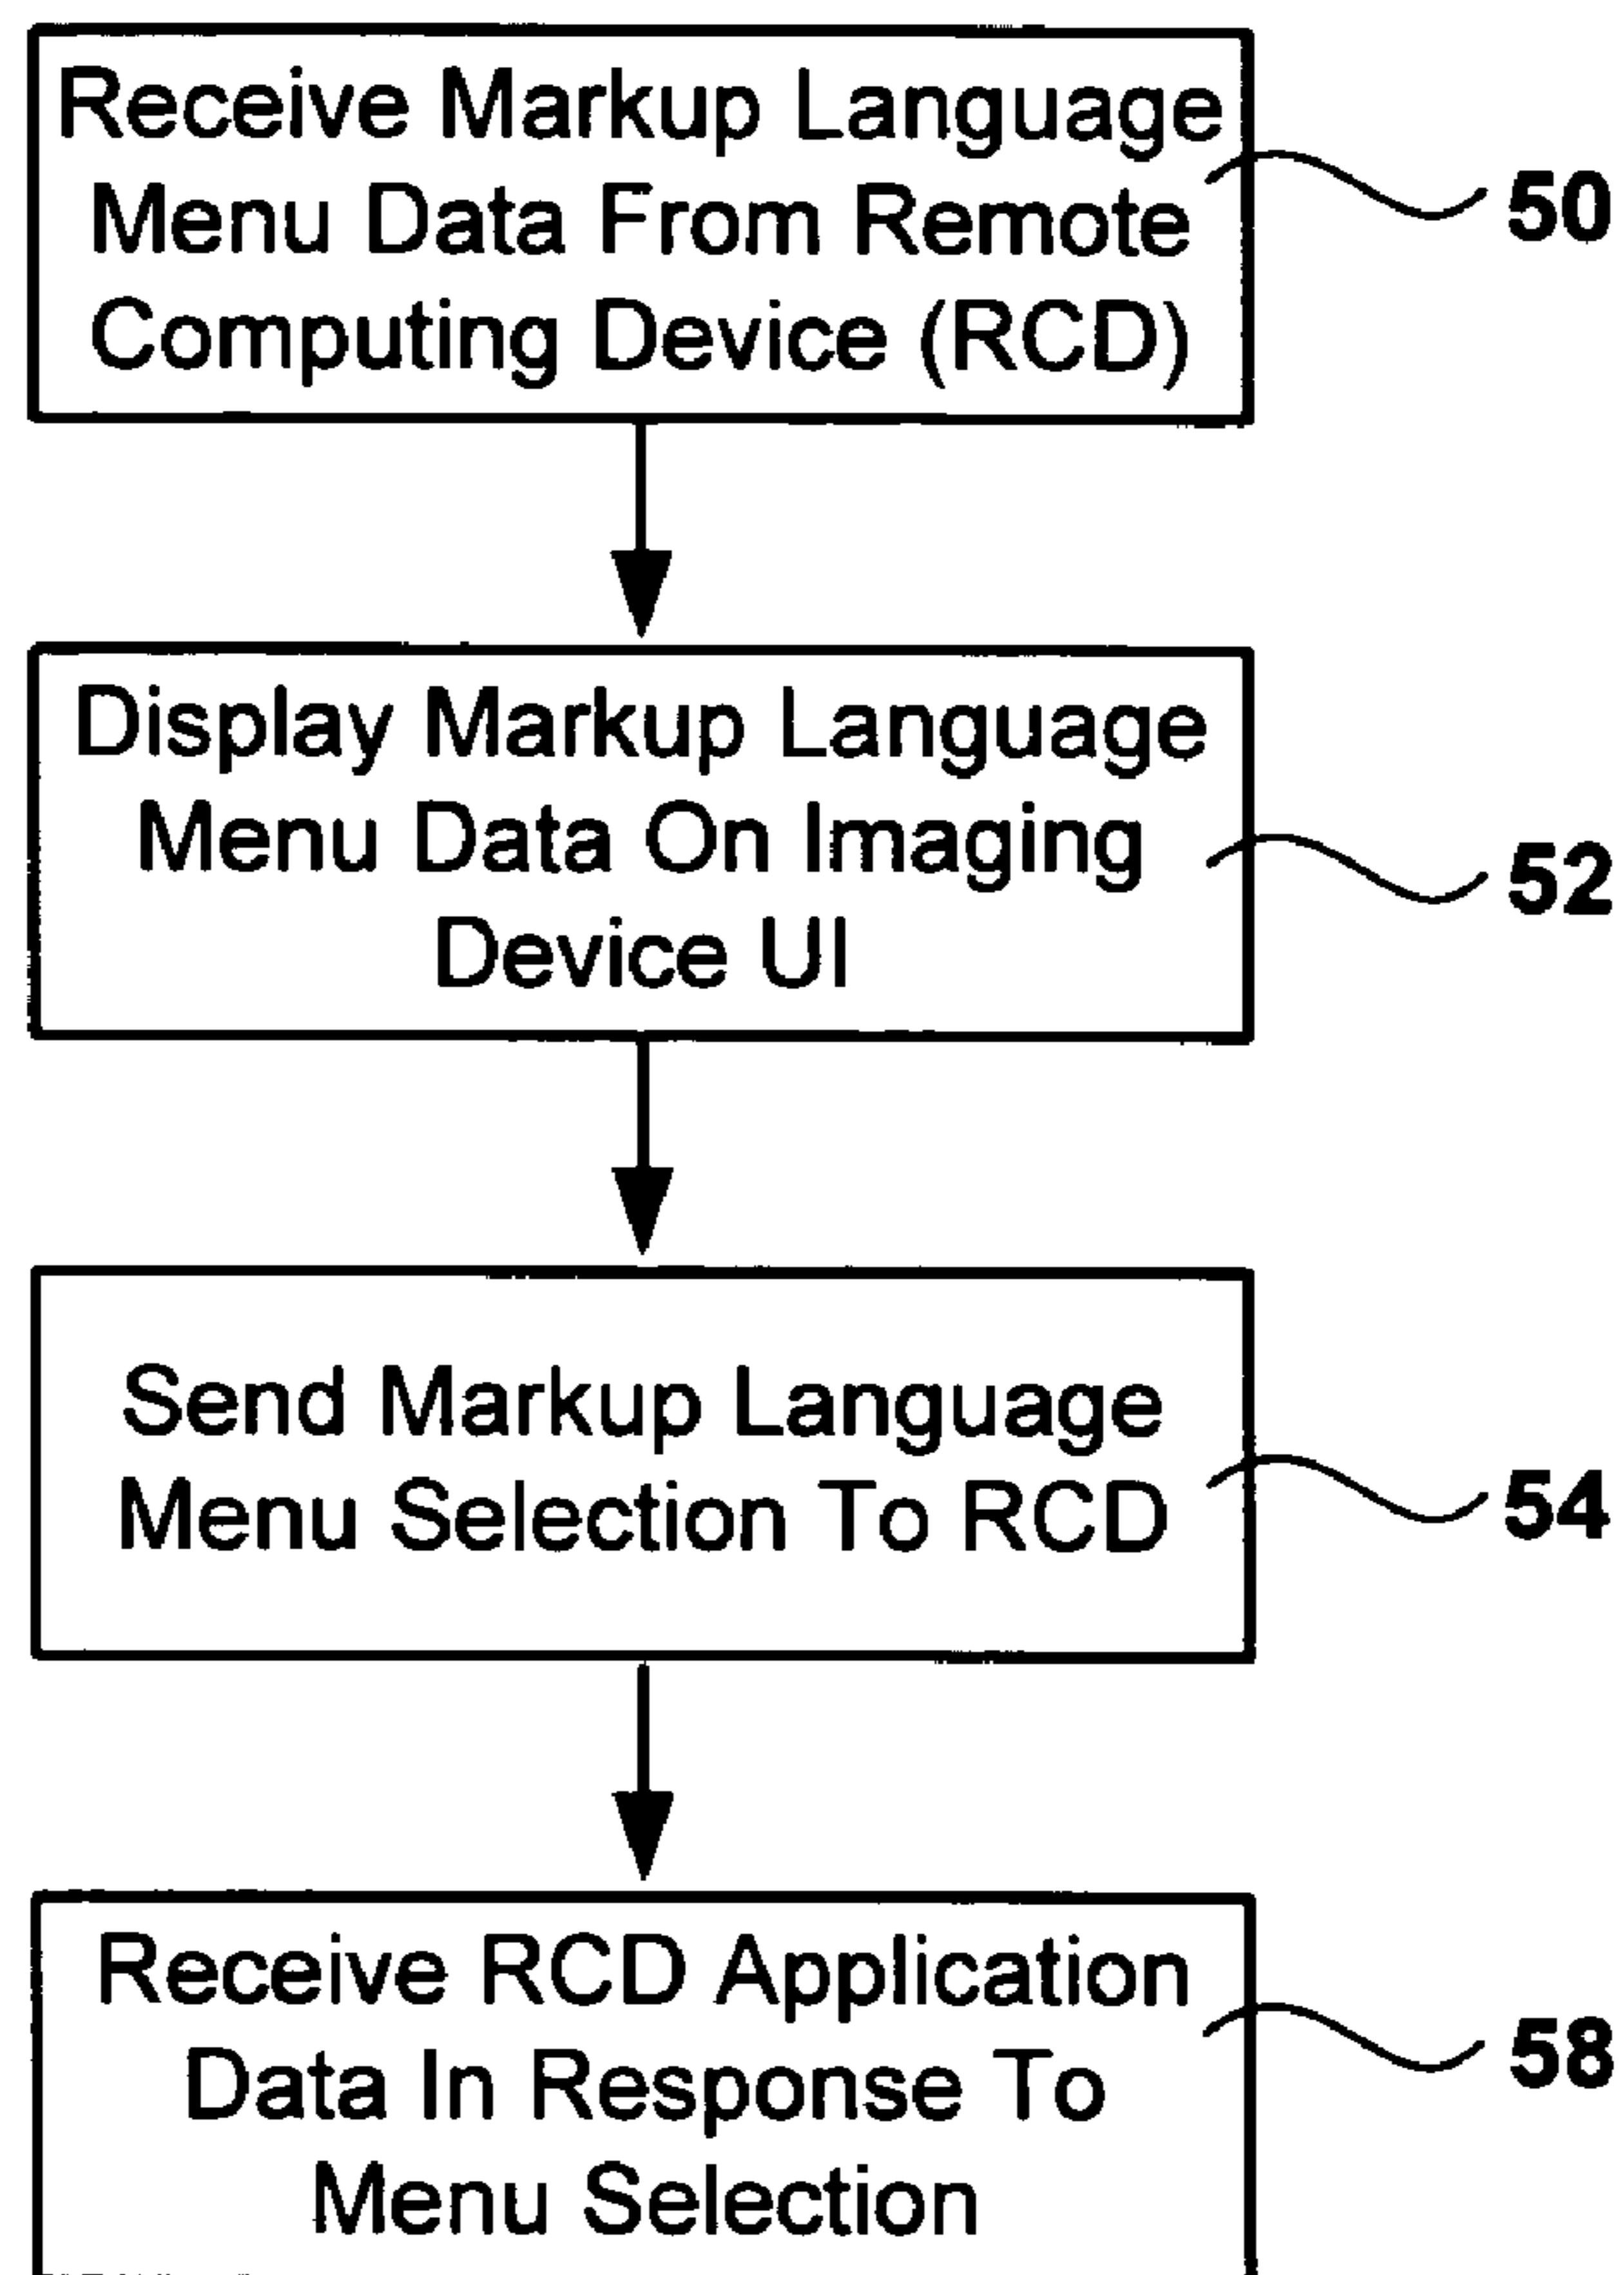 Receive Markup Language
Menu Data From Remote
Computing Device (RCD)
50
Display Markup Language
Menu Data On Imaging
Device UI
52
Send Markup Language
Menu Selection To RCD
54
Receive RCD Application
Data In Response To
Menu Selection
58